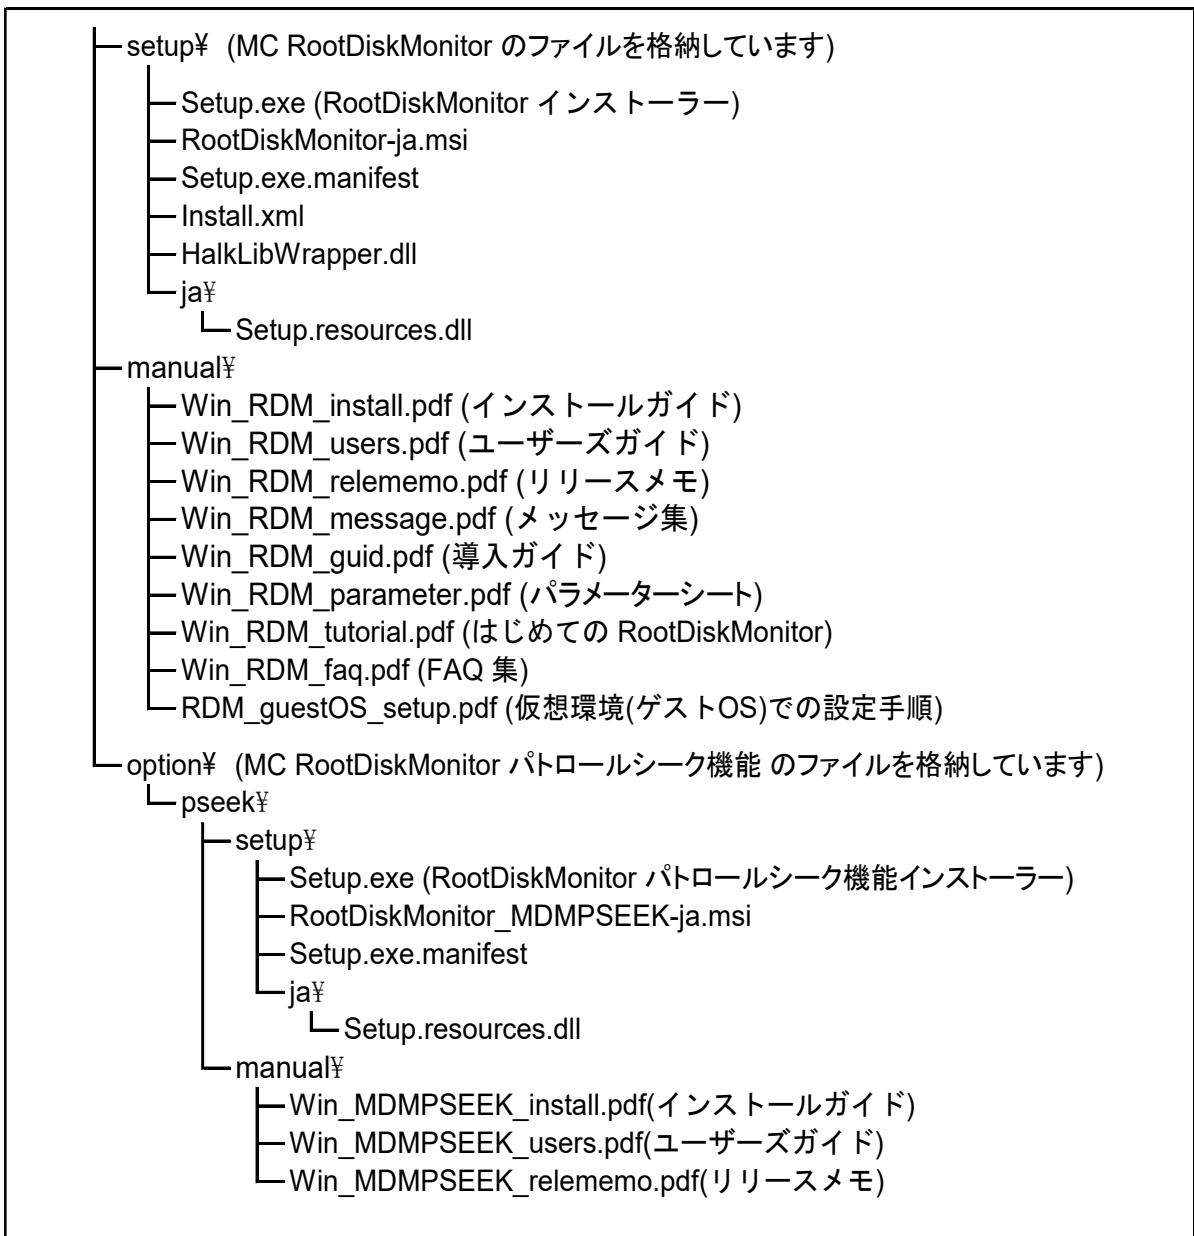 setup¥ (MC RootDiskMonitor のファイルを格納しています)
Setup.exe (RootDiskMonitor インストーラー)
RootDiskMonitor-ja.msi
Setup.exe.manifest
Install.xml
HalkLibWrapper.dll
ja¥
Setup.resources.dll
manual¥
Win_RDM_install.pdf (インストールガイド)
Win_RDM_users.pdf (ユーザーズガイド)
Win_RDM_relememo.pdf (リリースメモ)
Win_RDM_message.pdf (メッセージ集)
Win_RDM_guid.pdf (導入ガイド)
Win_RDM_parameter.pdf (パラメーターシート)
Win_RDM_tutorial.pdf (はじめての RootDiskMonitor)
Win_RDM_faq.pdf (FAQ 集)
RDM_guestOS_setup.pdf (仮想環境(ゲストOS)での設定手順)
option¥ (MC RootDiskMonitor パトロールシーク機能 のファイルを格納しています)
pseek¥
setup¥
Setup.exe (RootDiskMonitor パトロールシーク機能インストーラー)
RootDiskMonitor_MDMPSEEK-ja.msi
Setup.exe.manifest
ja¥
Setup.resources.dll
manual¥
Win_MDMPSEEK_install.pdf(インストールガイド)
Win_MDMPSEEK_users.pdf(ユーザーズガイド)
Win_MDMPSEEK_relememo.pdf(リリースメモ)